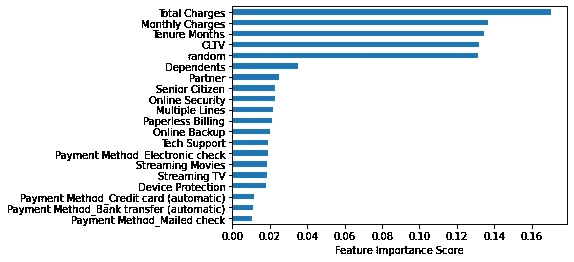 Total Charges
Monthly Charges
Tenure Months
CLTV
random
Dependents
Partner
Senior Citizen
Online Security
Multiple Lines
Paperless Billing
Online Backup
Tech Support
Payment Method_Electronic check
Streaming Movies
Streaming TV
Device Protection
Payment Method_Credit card (automatic)
Payment Method_Bank transfer (automatic)
Payment Method_Mailed check
0.00 0.02 0.04 0.06 0.08 0.10 0.12 0.14 0.16
Feature Importance Score